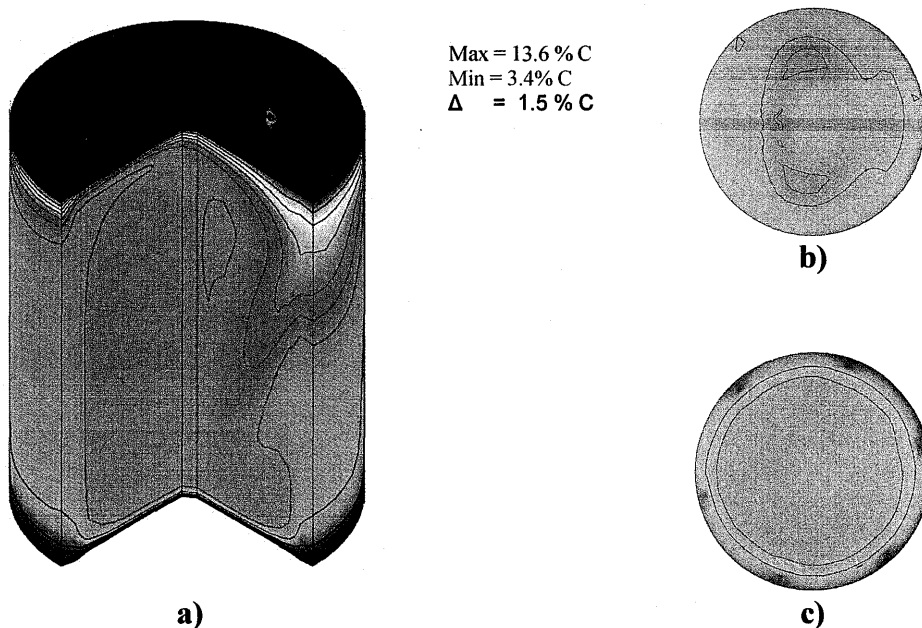 Max = 13.6 % C
Min = 3.4% C
Δ = 1.5 % C
b)
a)
c)